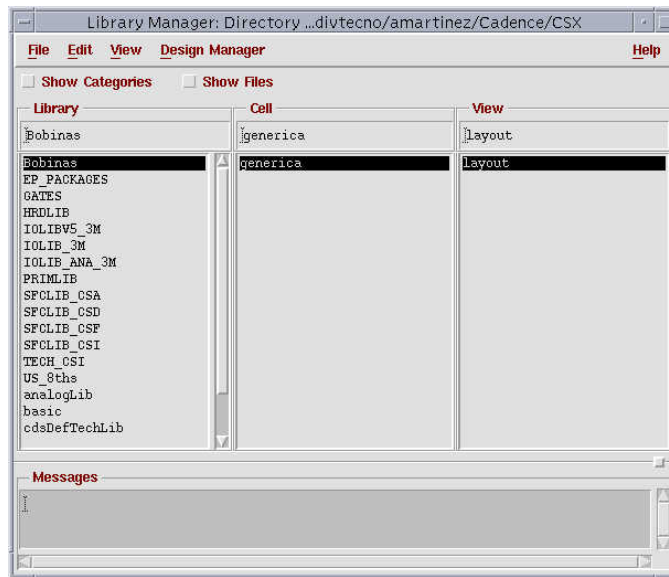 Library Manager: Directory ...divtecno/amartinez/Cadence/CSX
File Edit View Design Manager Help
Show Categories Show Files
Library Cell View
Bobinas generica layout
Bobinas generica layout
EP_PACKAGES
GATES
HRDLIB
IOLIBV5_3M
IOLIB_3M
IOLIB_ANA_3M
PRIMLIB
SFCLIB_CSA
SFCLIB_CSD
SFCLIB_CSF
SFCLIB_CSI
TECH_CSI
US_8ths
analogLib
basic
cdsDefTechLib
Messages